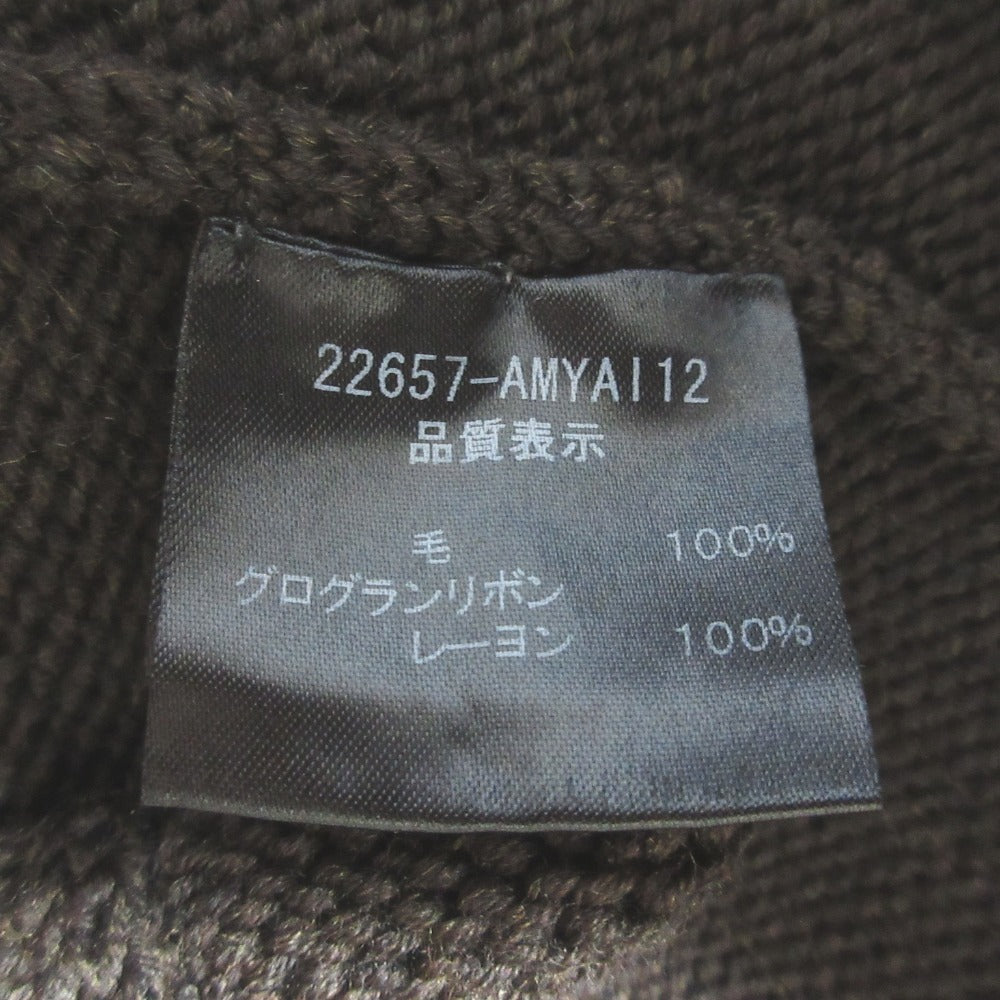 22657-AMYAI12
品質表示
毛 100%
グログランリボン
レーヨン 100%